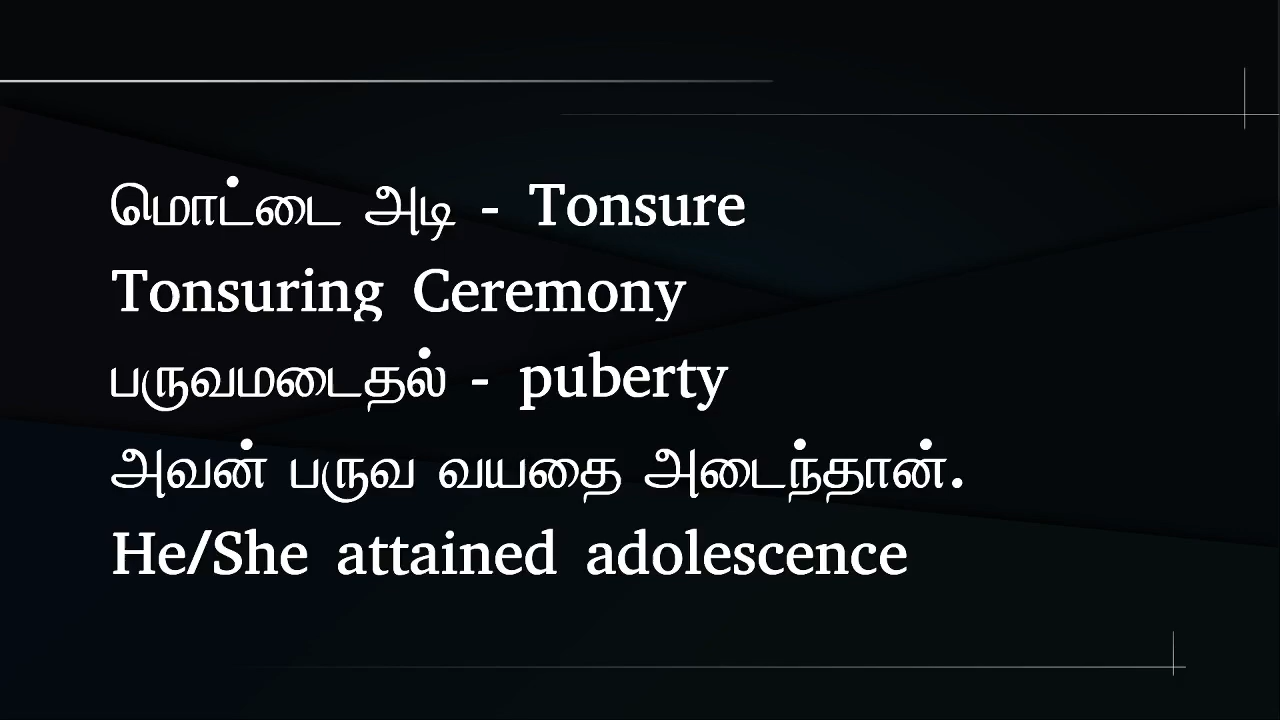 மொட்டை அடி - Tonsure
Tonsuring Ceremony
பருவமடைதல் - puberty
அவன் பருவ வயதை அடைந்தான்.
He/She attained adolescence